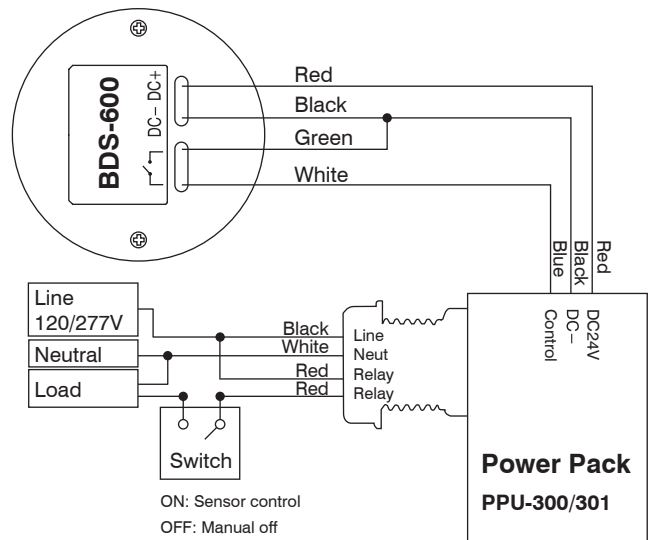 BDS-600
DC- DC+
Red
Black
Green
White
Blue
Black
Red
Control
DC-
DC24V
Line
120/277V
Neutral
Load
Black
White
Red
Red
Line
Neut
Relay
Relay
Switch
ON: Sensor control
OFF: Manual off
Power Pack
PPU-300/301